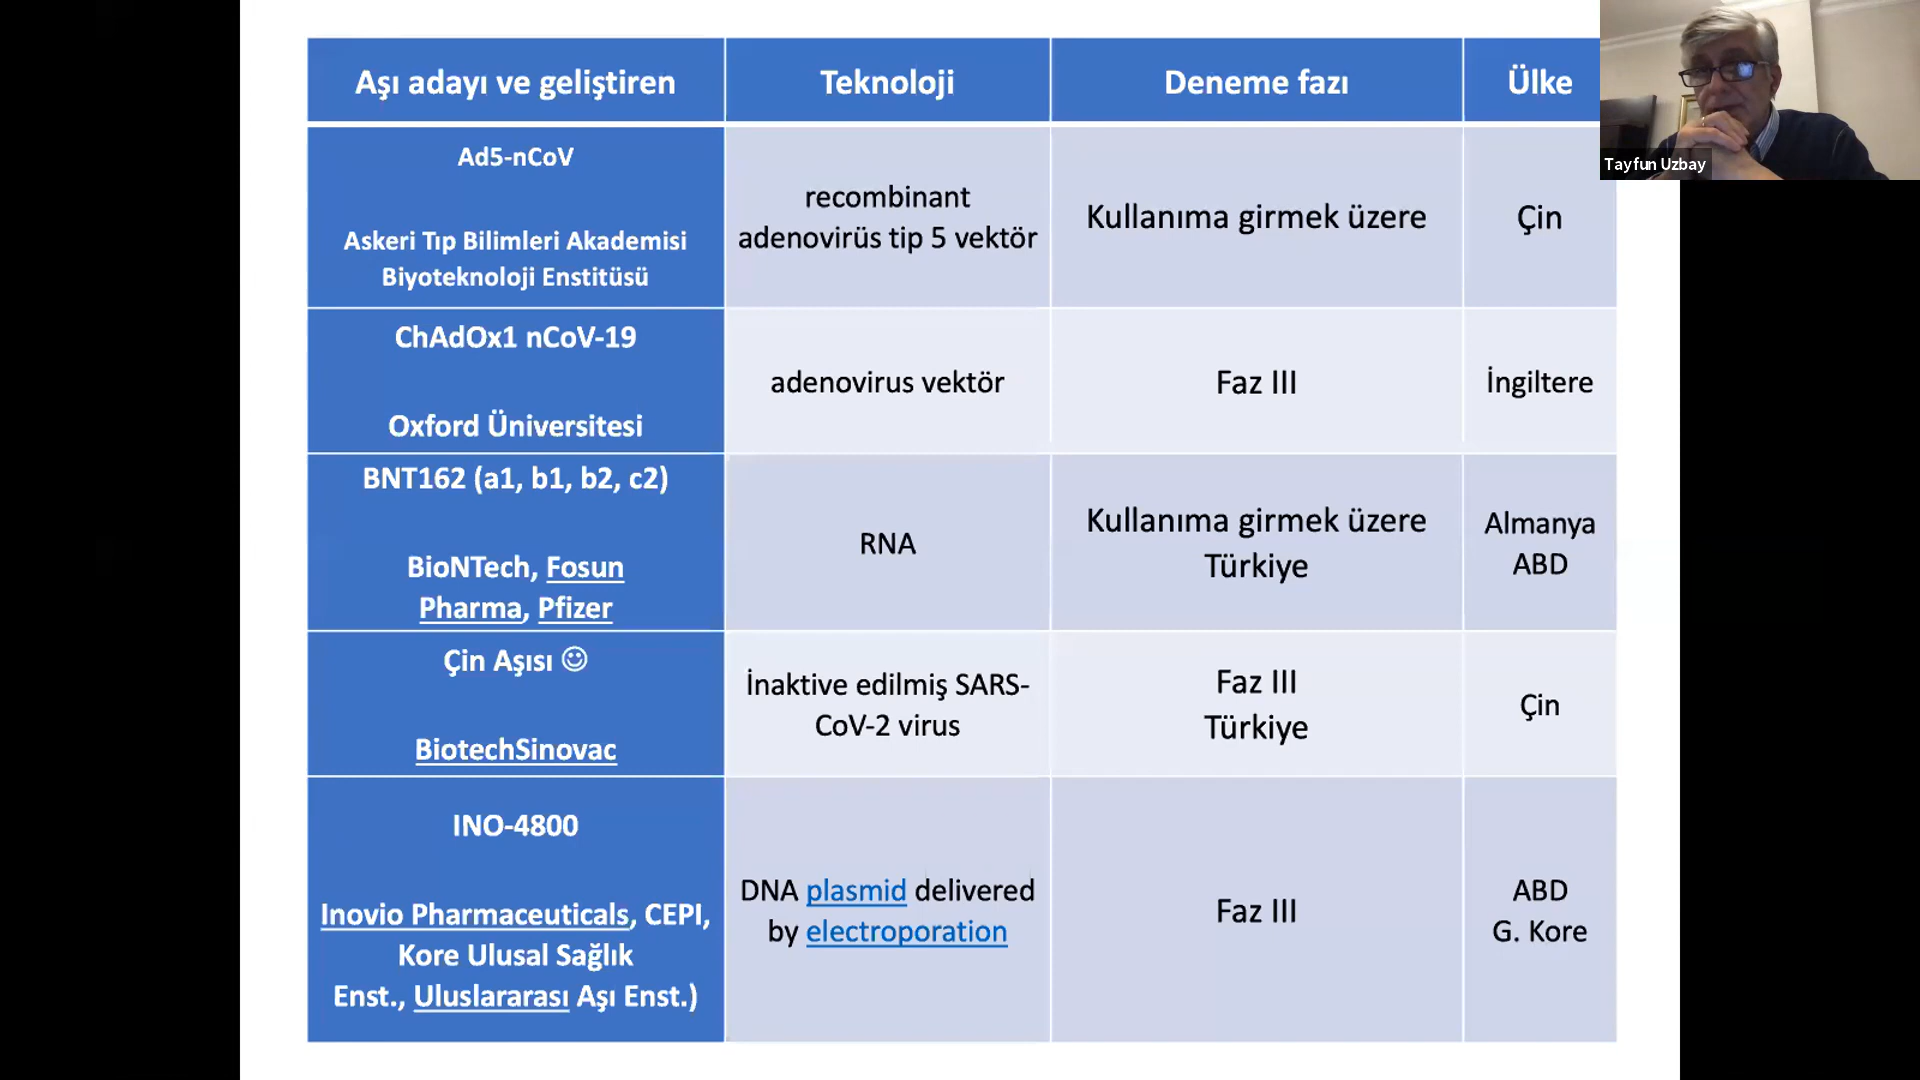 Aşı adayı ve geliştiren
Teknoloji
Deneme fazı
Ülke
Ad5-nCoV
Askeri Tıp Bilimleri Akademisi
Biyoteknoloji Enstitüsü
recombinant
adenovirüs tip 5 vektör
Kullanıma girmek üzere
Çin
ChAdOx1 nCoV-19
Oxford Üniversitesi
adenovirus vektör
Faz III
İngiltere
BNT162 (a1, b1, b2, c2)
BioNTech, Fosun
Pharma, Pfizer
RNA
Kullanıma girmek üzere
Türkiye
Almanya
ABD
Çin Aşısı ☺
BiotechSinovac
İnaktive edilmiş SARS-
CoV-2 virus
Faz III
Türkiye
Çin
INO-4800
Inovio Pharmaceuticals, CEPI,
Kore Ulusal Sağlık
Enst., Uluslararası Aşı Enst.)
DNA plasmid delivered
by electroporation
Faz III
ABD
G. Kore
Tayfun Uzbay